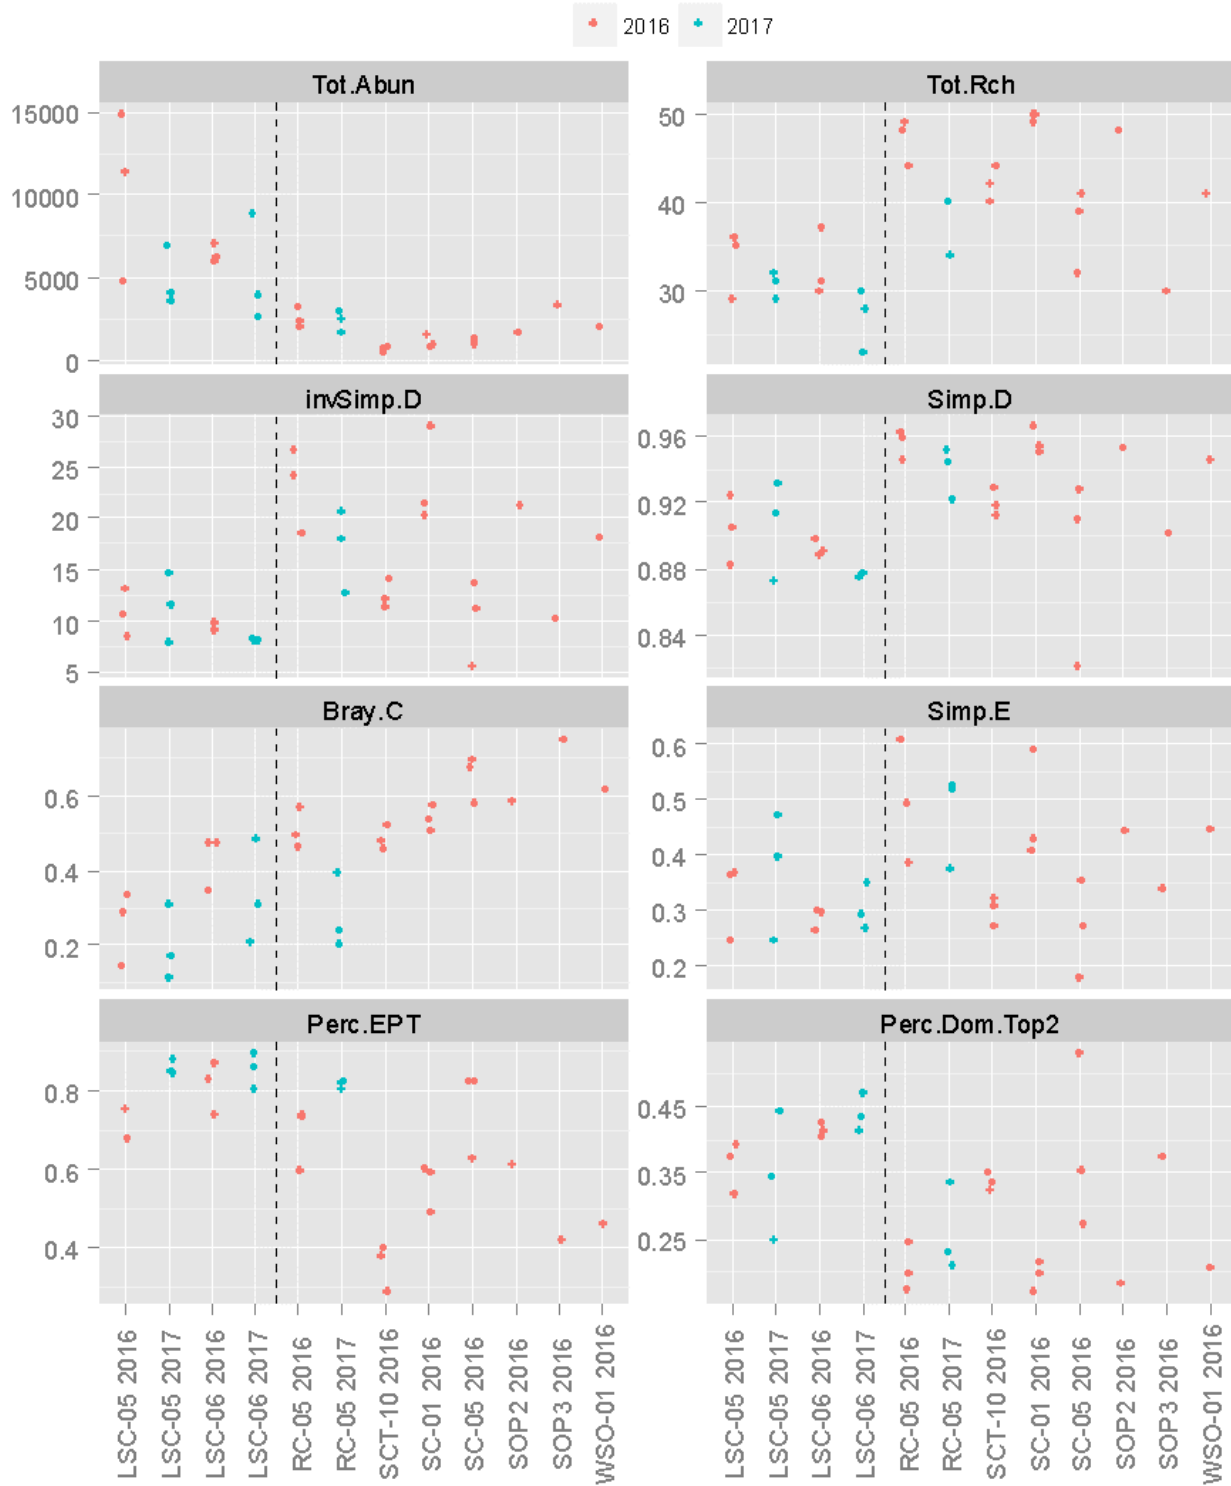 2016 2017
Tot.Abun
15000
10000
5000
0
Tot.Rch
50
40
30
invSimp.D
30
25
20
15
10
5
Simp.D
0.96
0.92
0.88
0.84
Bray.C
0.6
0.4
0.2
Simp.E
0.6
0.5
0.4
0.3
0.2
Perc.EPT
0.8
0.6
0.4
Perc.Dom.Top2
0.45
0.35
0.25
LSC-05 2016
LSC-05 2017
LSC-06 2016
LSC-06 2017
RC-05 2016
RC-05 2017
SCT-10 2016
SC-01 2016
SC-05 2016
SOP2 2016
SOP3 2016
WSO-01 2016
LSC-05 2016
LSC-05 2017
LSC-06 2016
LSC-06 2017
RC-05 2016
RC-05 2017
SCT-10 2016
SC-01 2016
SC-05 2016
SOP2 2016
SOP3 2016
WSO-01 2016